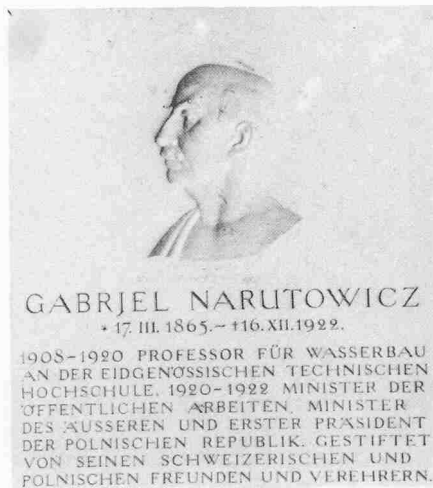 GABRJEL NARUTOWICZ
* 17. III. 1865. – †16. XII. 1922.
1908–1920 PROFESSOR FÜR WASSERBAU
AN DER EIDGENÖSSISCHEN TECHNISCHEN
HOCHSCHULE. 1920–1922 MINISTER DER
ÖFFENTLICHEN ARBEITEN, MINISTER
DES ÄUSSEREN UND ERSTER PRÄSIDENT
DER POLNISCHEN REPUBLIK. GESTIFTET
VON SEINEN SCHWEIZERISCHEN UND
POLNISCHEN FREUNDEN UND VEREHRERN.